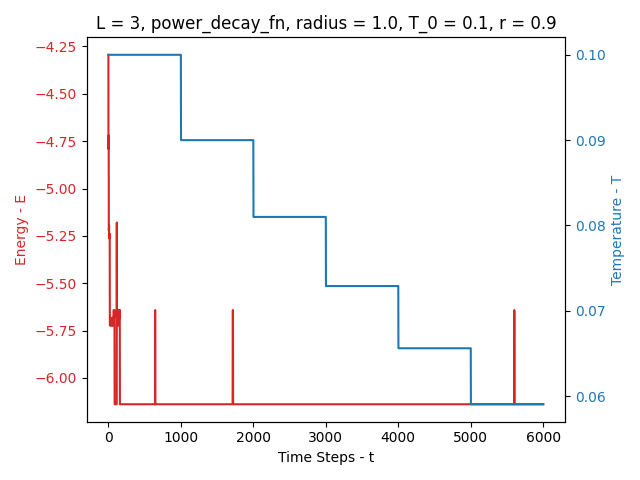 L = 3, power_decay_fn, radius = 1.0, T_0 = 0.1, r = 0.9
Energy - E
−4.25
−4.50
−4.75
−5.00
−5.25
−5.50
−5.75
−6.00
0.10
0.09
0.08
0.07
0.06
Temperature - T
0 1000 2000 3000 4000 5000 6000
Time Steps - t